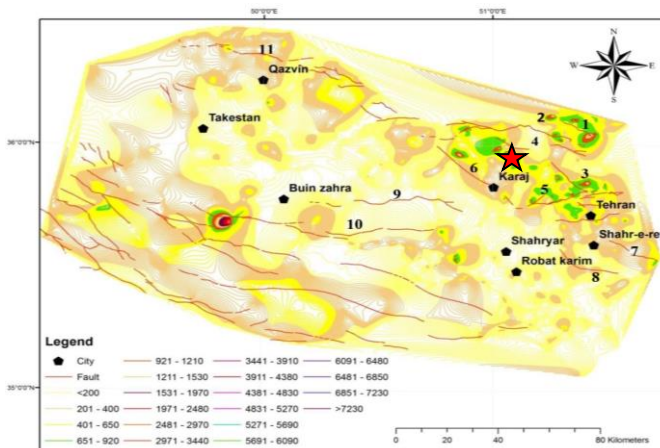 50°0'0"E 51°0'0"E
N
W E
S
11
Qazvin
2 1
Takestan
36°0'0"N
4
6
Karaj
3
5
Buin zahra
9
Tehran
10
Shahryar
Shahr-e-re
7
Robat karim
8
35°0'0"N
Legend
City
Fault
<200
201 - 400
401 - 650
651 - 920
921 - 1210
1211 - 1530
1531 - 1970
1971 - 2480
2481 - 2970
2971 - 3440
3441 - 3910
3911 - 4380
4381 - 4830
4831 - 5270
5271 - 5690
5691 - 6090
6091 - 6480
6481 - 6850
6851 - 7230
>7230
0 40 80 Kilometers